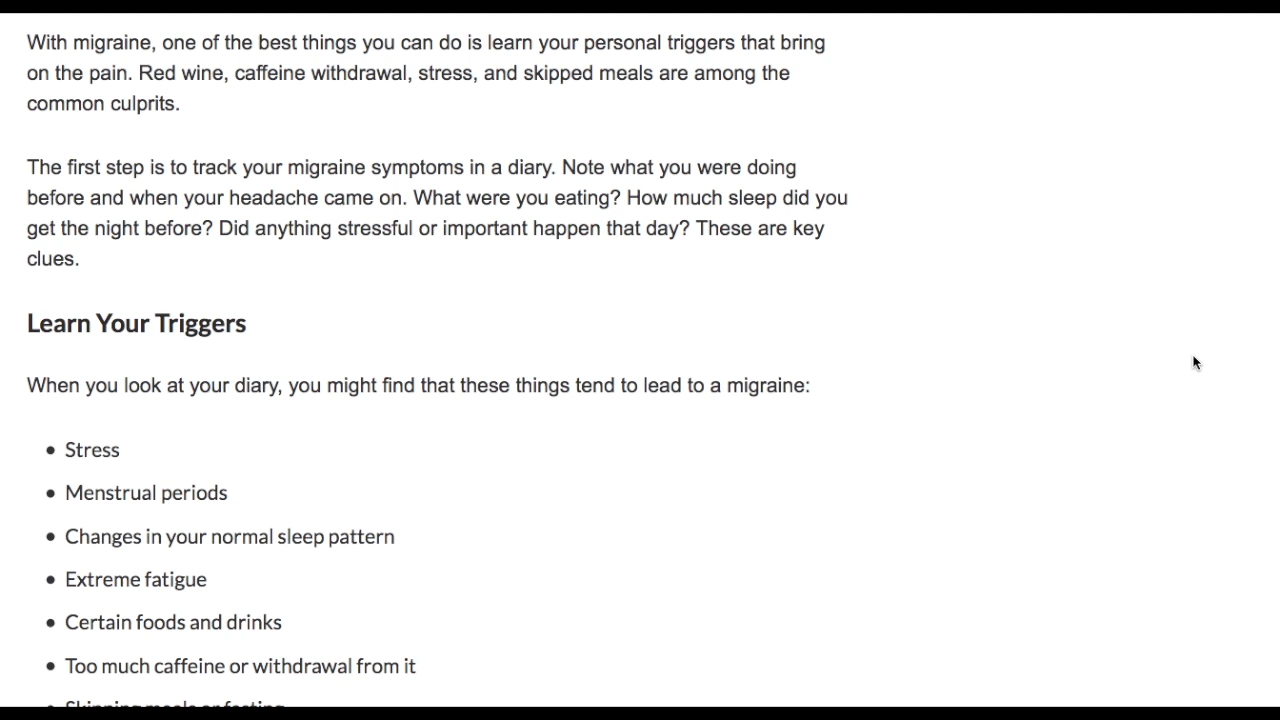 With migraine, one of the best things you can do is learn your personal triggers that bring
on the pain. Red wine, caffeine withdrawal, stress, and skipped meals are among the
common culprits.
The first step is to track your migraine symptoms in a diary. Note what you were doing
before and when your headache came on. What were you eating? How much sleep did you
get the night before? Did anything stressful or important happen that day? These are key
clues.
Learn Your Triggers
When you look at your diary, you might find that these things tend to lead to a migraine:
• Stress
• Menstrual periods
• Changes in your normal sleep pattern
• Extreme fatigue
• Certain foods and drinks
• Too much caffeine or withdrawal from it
• Skipping meals or fasting